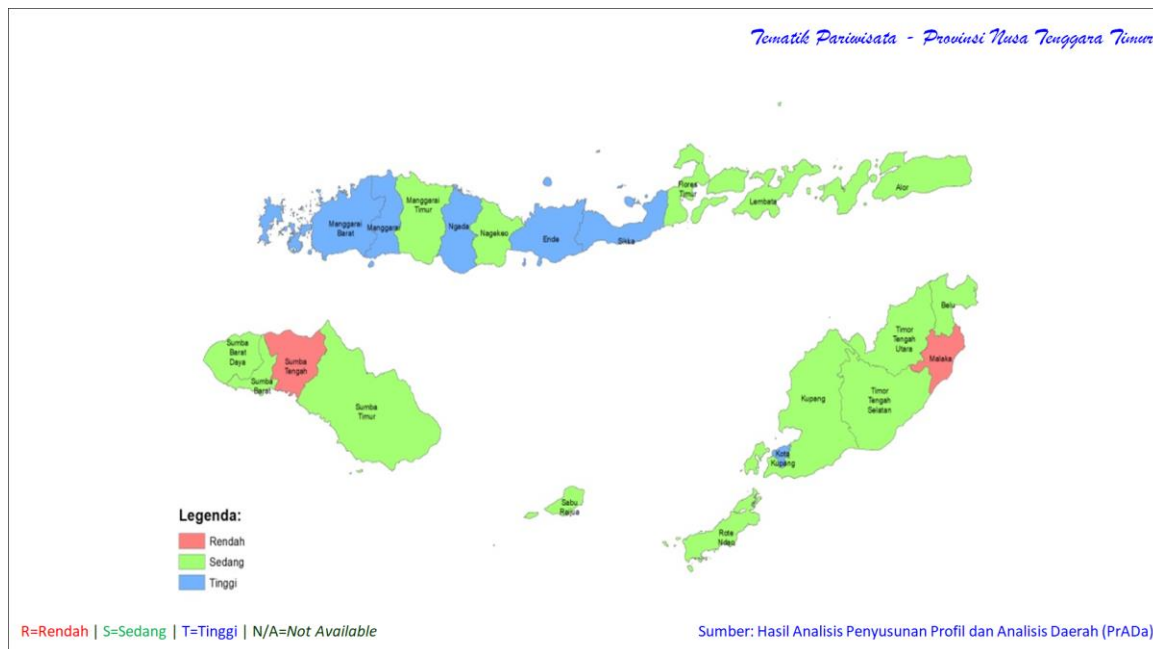 Tematik Pariwisata - Provinsi Nusa Tenggara Timur
Manggarai
Barat
Manggarai
Manggarai
Timur
Ngada
Nagekeo
Ende
Sikka
Flores
Timur
Lembata
Alor
Sumba
Barat
Daya
Sumba
Barat
Sumba
Tengah
Sumba
Timur
Sabu
Raijua
Rote
Ndao
Kota
Kupang
Kupang
Timor
Tengah
Selatan
Timor
Tengah
Utara
Belu
Malaka
Legenda:
Rendah
Sedang
Tinggi
R=Rendah | S=Sedang | T=Tinggi | N/A=Not Available
Sumber: Hasil Analisis Penyusunan Profil dan Analisis Daerah (PrADa)